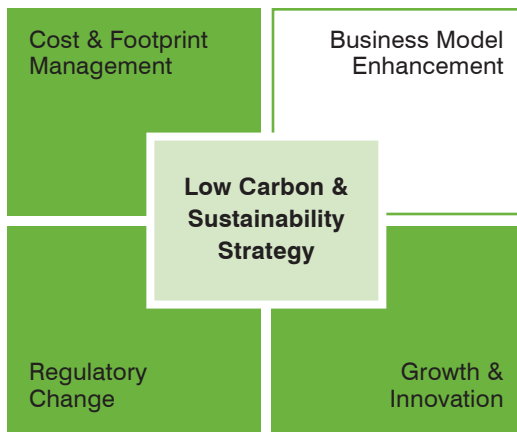 Cost & Footprint
Management
Business Model
Enhancement
Low Carbon &
Sustainability
Strategy
Regulatory
Change
Growth &
Innovation